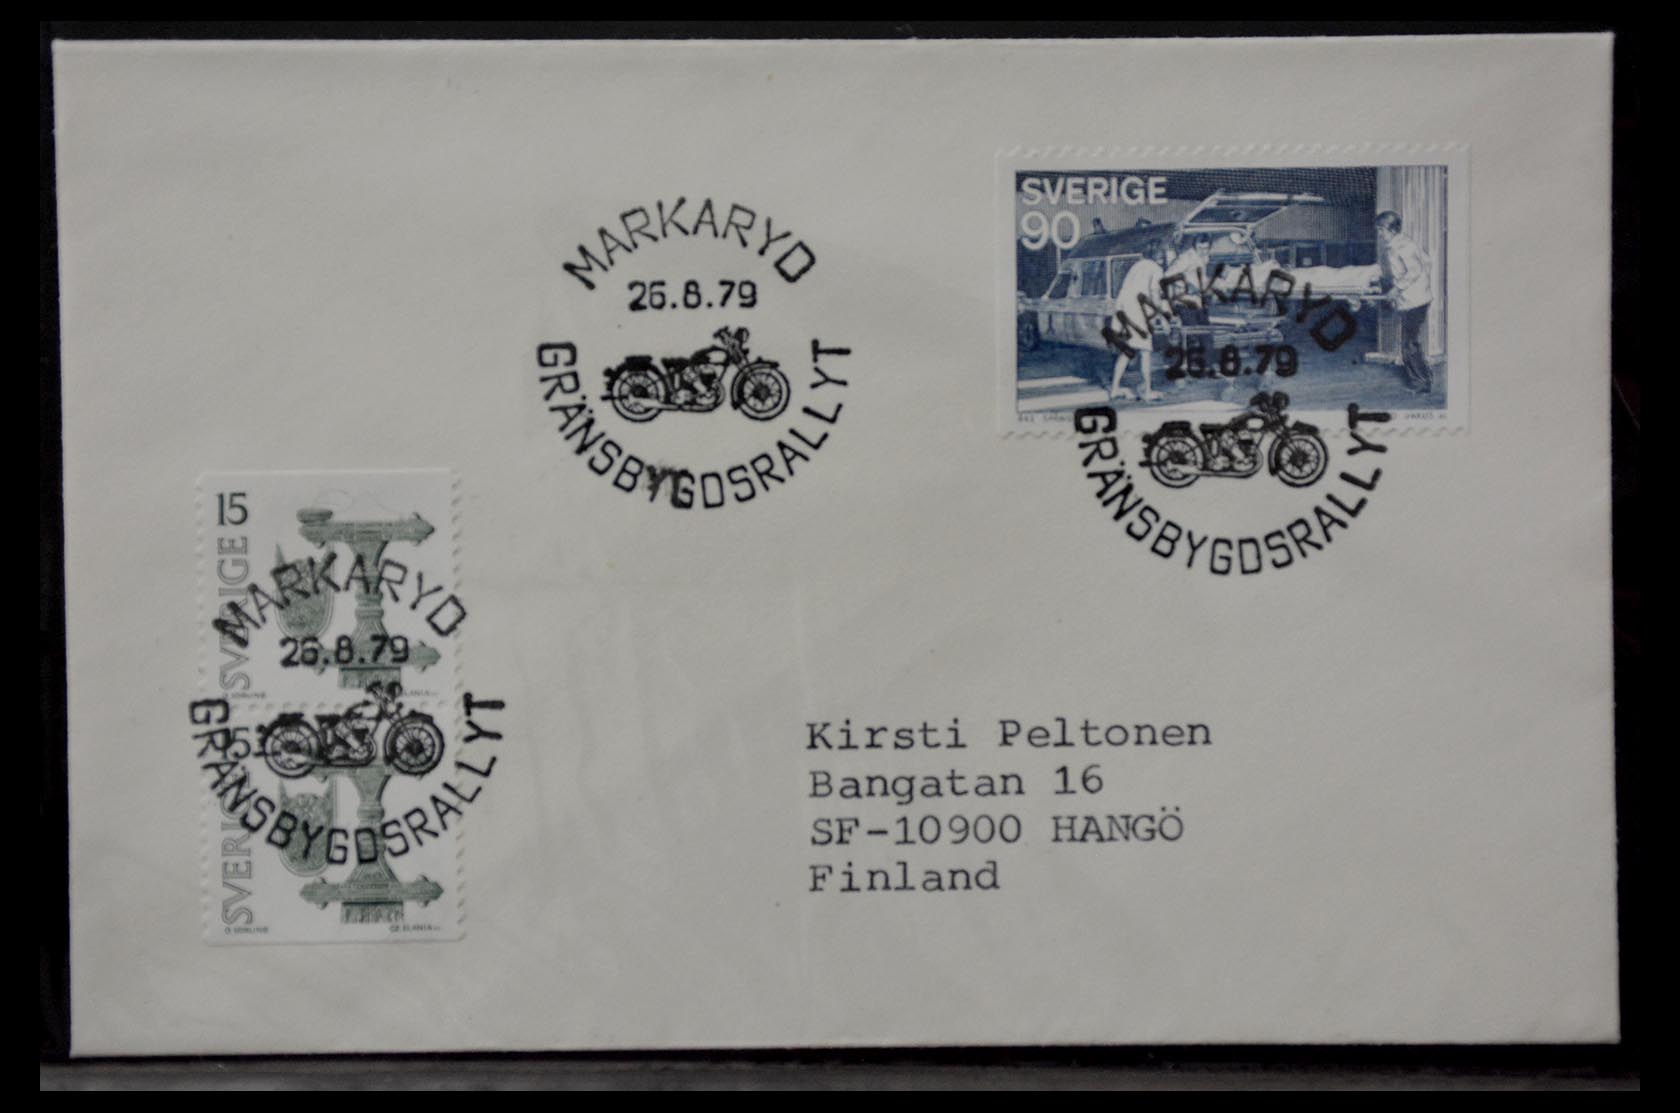 MARKARYD
26.8.79
GRÄNSBYGDSRALLYT
SVERIGE
90
MARKARYD
26.8.79
GRÄNSBYGDSRALLYT
15
SVERIGE
MARKARYD
26.8.79
GRÄNSBYGDSRALLYT
SVERIGE
Kirsti Peltonen
Bangatan 16
SF-10900 HANGÖ
Finland